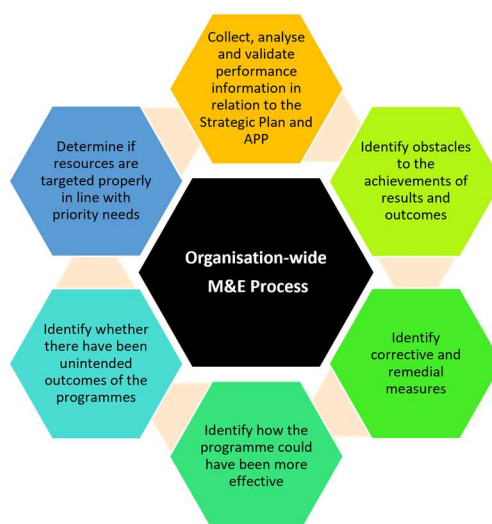 Collect, analyse
and validate
performance
information in
relation to the
Strategic Plan and
APP
Determine if
resources are
targeted properly
in line with
priority needs
Identify obstacles
to the
achievements of
results and
outcomes
Organisation-wide
M&E Process
Identify whether
there have been
unintended
outcomes of the
programmes
Identify
corrective and
remedial
measures
Identify how the
programme could
have been more
effective